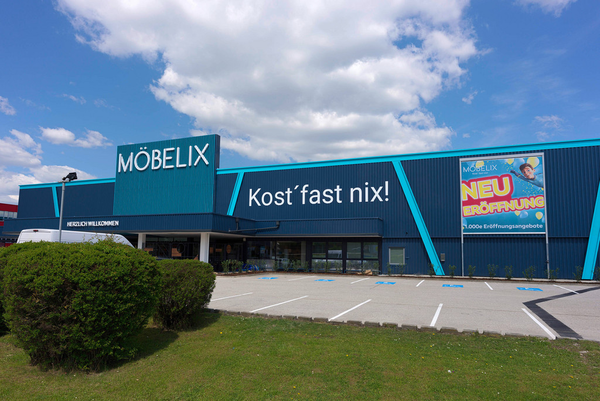 MÖBELIX
HERZLICH WILLKOMMEN
Kost´fast nix!
MÖBELIX
NEU
ERÖFFNUNG
1.000e Eröffnungsangebote